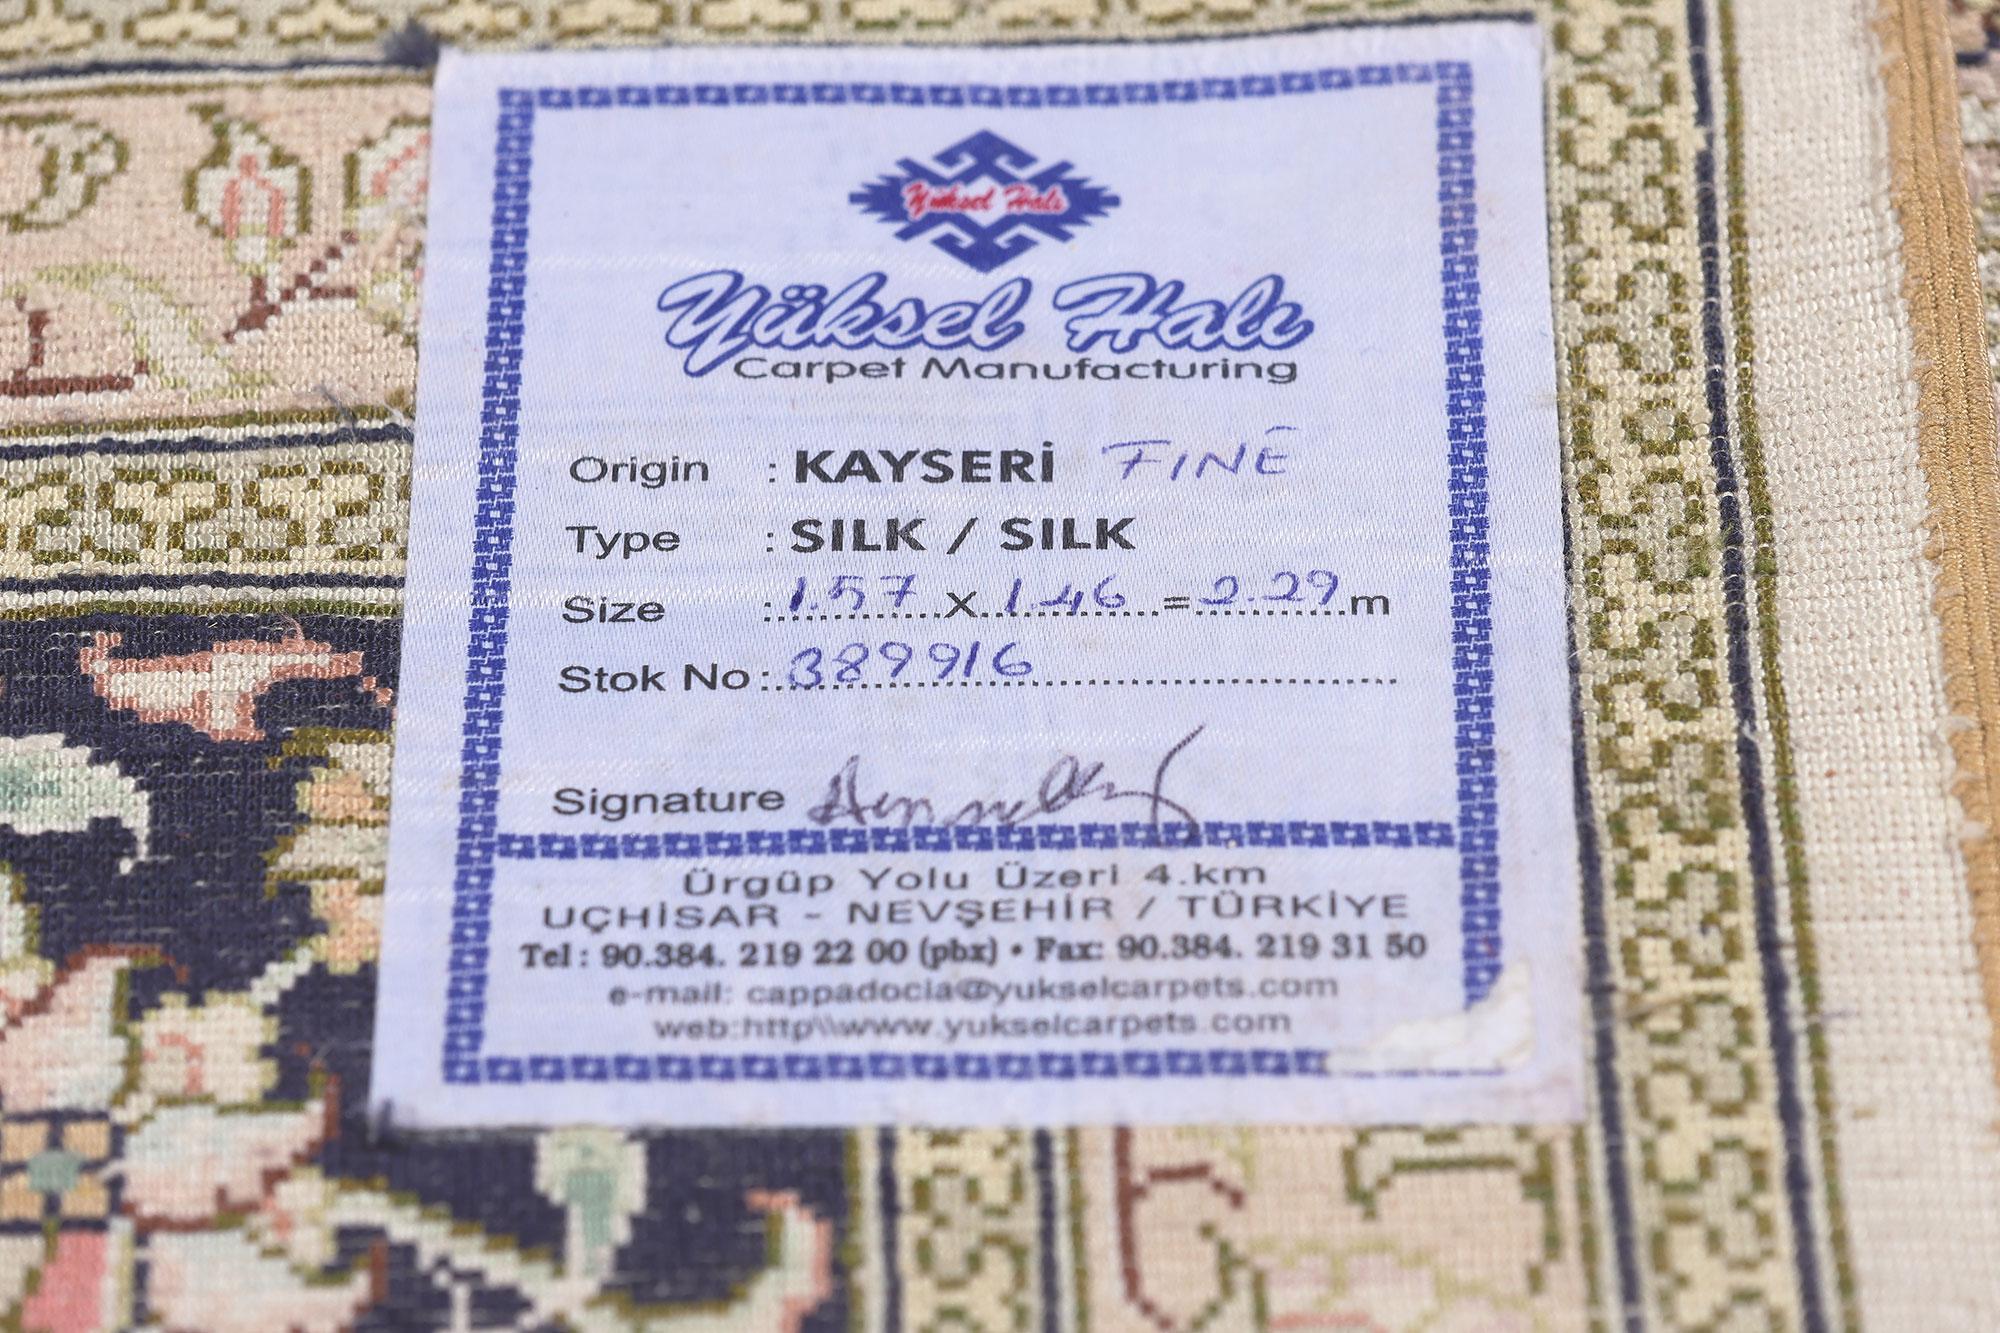 Yüksel Halı
Yüksel Halı
Carpet Manufacturing
Origin : KAYSERİ FINE
Type : SILK / SILK
Size : 1.57 X 1.46 = 2.29 m
Stok No : 389916
Signature
Ürgüp Yolu Üzeri 4.km
UÇHİSAR - NEVŞEHİR / TÜRKİYE
Tel : 90.384. 219 22 00 (pbx) • Fax: 90.384. 219 31 50
e-mail: cappadocia@yukselcarpets.com
web:http\\www.yukselcarpets.com